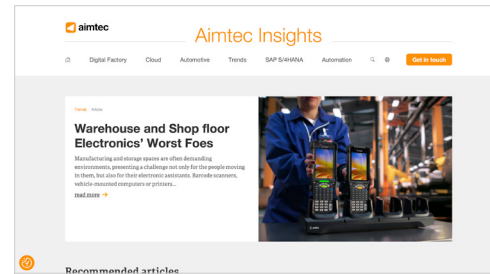 aimtec
Aimtec Insights
Digital Factory Cloud Automotive Trends SAP S/4HANA Automation Get in touch
Trends Article
Warehouse and Shop floor
Electronics' Worst Foes
Manufacturing and storage spaces are often demanding
environments, presenting a challenge not only for the people moving
in them, but also for their electronic assistants. Barcode scanners,
vehicle-mounted computers or printers...
read more →
Recommended articles